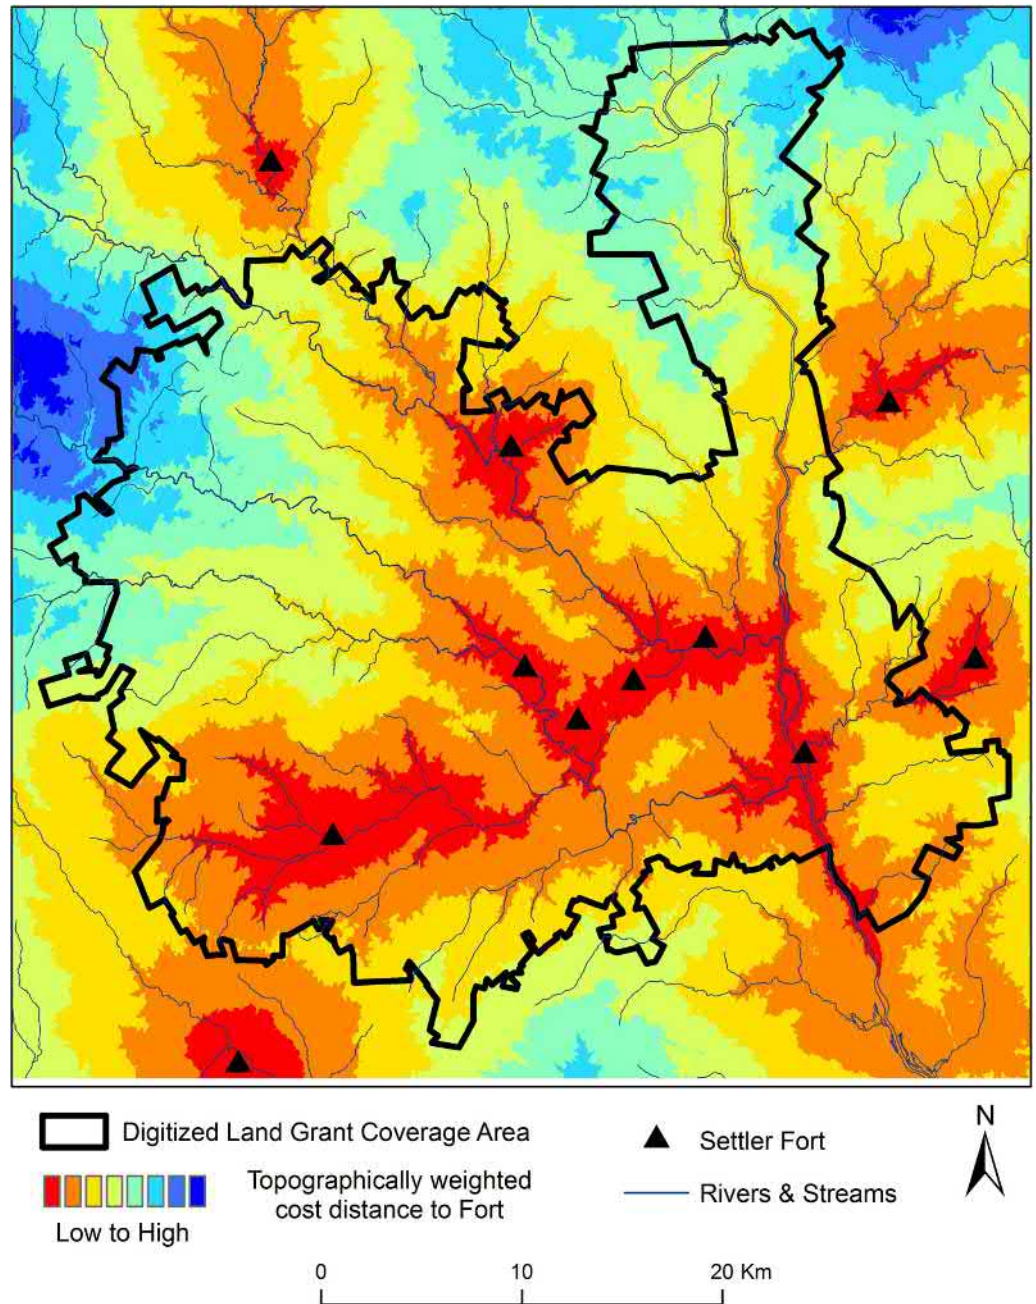 N
Digitized Land Grant Coverage Area
Settler Fort
Topographically weighted
cost distance to Fort
Rivers & Streams
Low to High
0 10 20 Km